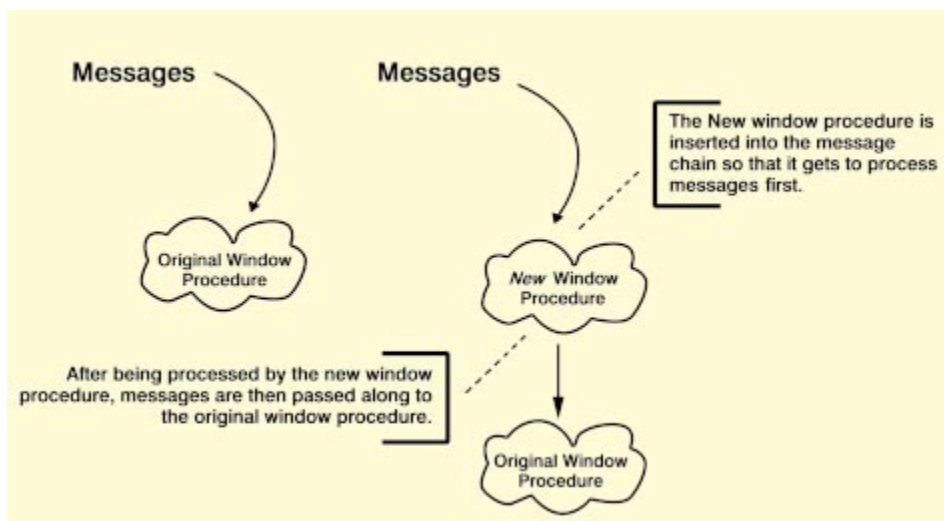 Messages
Messages
The New window procedure is
inserted into the message
chain so that it gets to process
messages first.
Original Window
Procedure
New Window
Procedure
After being processed by the new window
procedure, messages are then passed along to
the original window procedure.
Original Window
Procedure